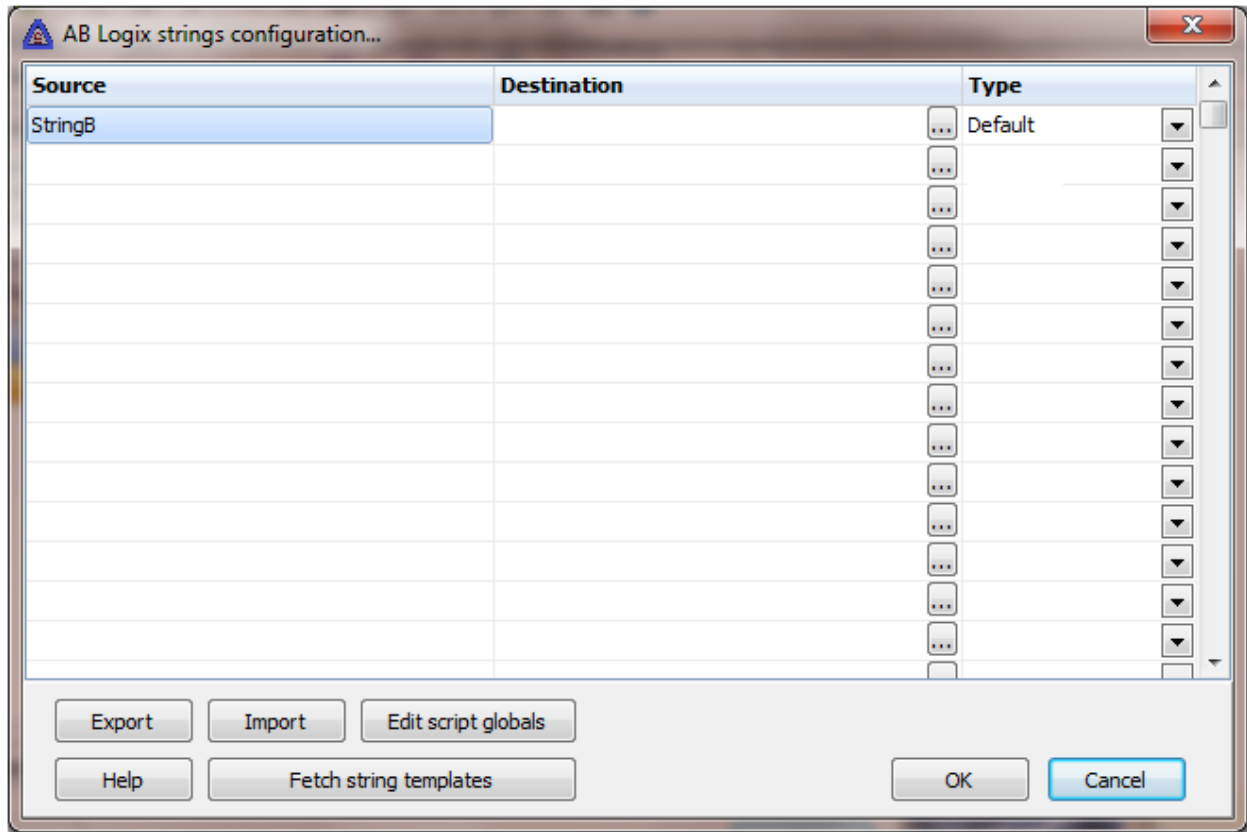 AB Logix strings configuration...
Source Destination Type
StringB ... Default
...
...
...
...
...
...
...
...
...
...
...
...
...
Export Import Edit script globals
Help Fetch string templates OK Cancel